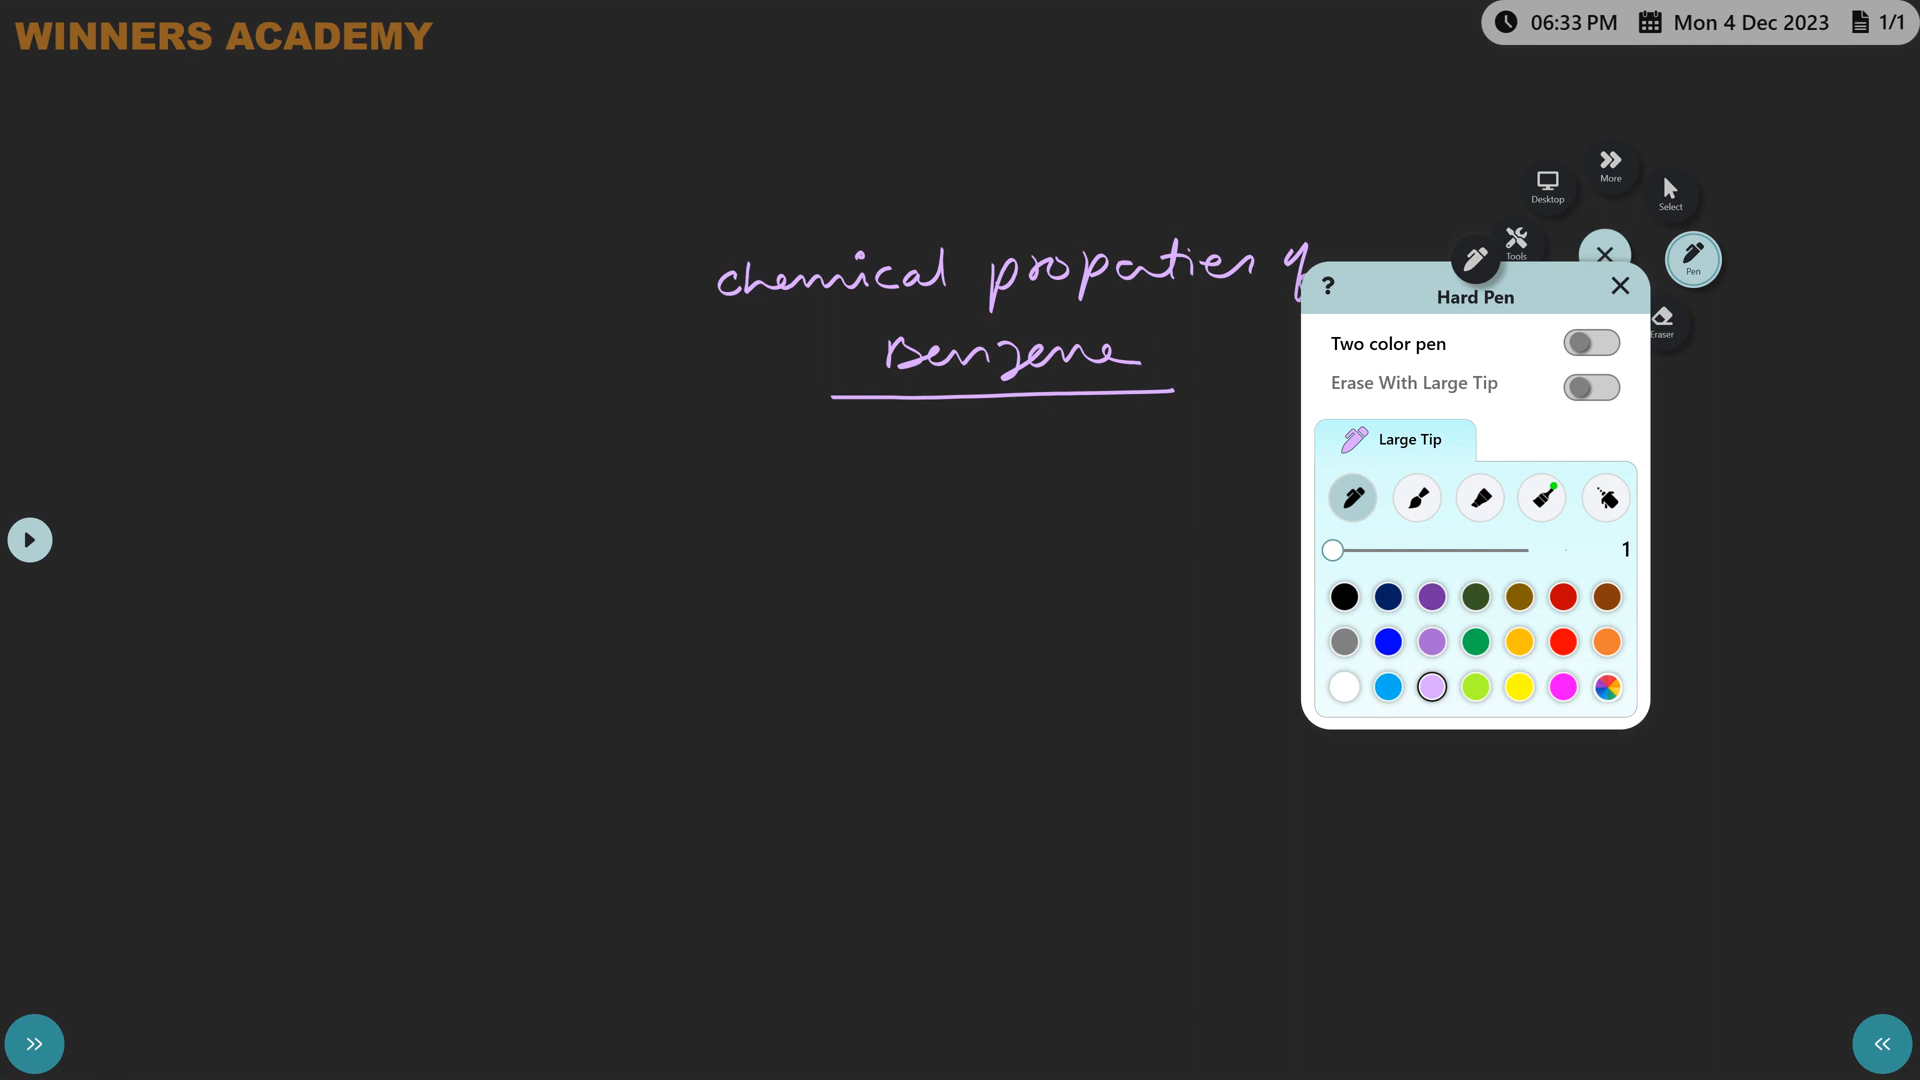 WINNERS ACADEMY
06:33 PM Mon 4 Dec 2023 1/1
More
Desktop
Select
Tools
Pen
chemical propaties of
Benzene
? Hard Pen
Eraser
Two color pen
Erase With Large Tip
Large Tip
1